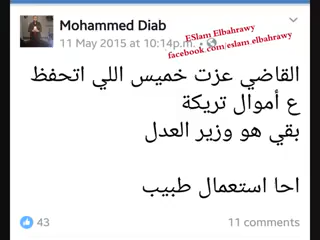 Mohammed Diab
11 May 2015 at 10:14p.m.
ESlam Elbahrawy
facebook.com/eslam.elbahrawy
القاضي عزت خميس اللي اتحفظ
ع أموال تريكة
بقي هو وزير العدل
احا استعمال طبيب
43
11 comments